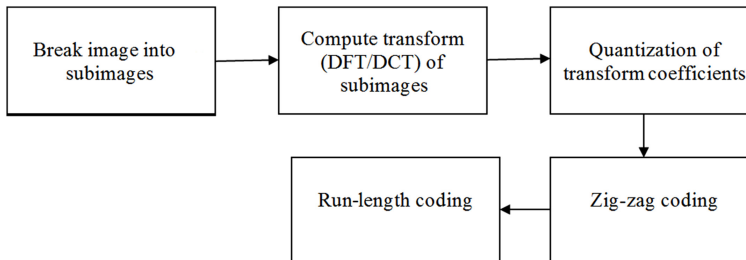 Break image into
subimages
Compute transform
(DFT/DCT) of
subimages
Quantization of
transform coefficients
Zig-zag coding
Run-length coding